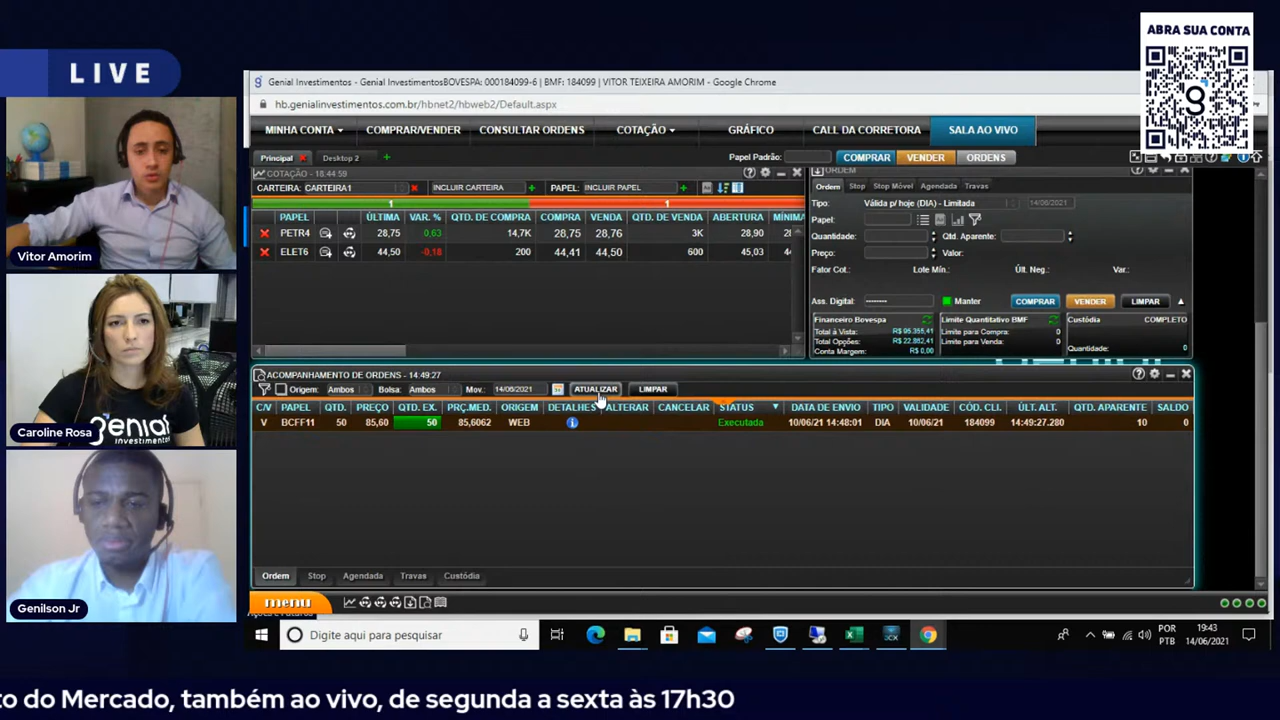 ABRA SUA CONTA
LIVE
Genial Investimentos - Genial InvestimentosBOVESPA: 000184099-6 | BMF: 184099 | VITOR TEIXEIRA AMORIM - Google Chrome
hb.genialinvestimentos.com.br/hbnet2/hbweb2/Default.aspx
MINHA CONTA COMPRAR/VENDER CONSULTAR ORDENS COTAÇÃO GRÁFICO CALL DA CORRETORA SALA AO VIVO
Principal Desktop 2 Papel Padrão: COMPRAR VENDER ORDENS
COTAÇÃO - 18:44:59
CARTEIRA: CARTEIRA1 INCLUIR CARTEIRA PAPEL: INCLUIR PAPEL
1 1
PAPEL ÚLTIMA VAR. % QTD. DE COMPRA COMPRA VENDA QTD. DE VENDA ABERTURA MÍNIMA
PETR4 28,75 0,63 14,7K 28,75 28,76 3K 28,90
ELET6 44,50 -0,18 200 44,41 44,50 600 45,03
ORDEM
Ordem Stop Stop Móvel Agendada Travas
Tipo: Válida p/ hoje (DIA) - Limitada 14/06/2021
Papel:
Quantidade: Qtd. Aparente:
Preço: Valor:
Fator Cot.: Lote Mín.: Últ. Neg.: Var.:
Ass. Digital: -------- Manter COMPRAR VENDER LIMPAR
Financeiro Bovespa Limite Quantitativo BMF Custódia COMPLETO
Total à Vista: R$ 95.355,41 Limite para Compra: 0
Total Opções: R$ 22.862,41 Limite para Venda: 0
Conta Margem: R$ 0,00 Quantidade: 0
ACOMPANHAMENTO DE ORDENS - 14:49:27
Origem: Ambos Bolsa: Ambos Mov.: 14/06/2021 ATUALIZAR LIMPAR
C/V PAPEL QTD. PREÇO QTD. EX. PRÇ.MED. ORIGEM DETALHES ALTERAR CANCELAR STATUS DATA DE ENVIO TIPO VALIDADE CÓD. CLI. ÚLT. ALT. QTD. APARENTE SALDO
V BCFF11 50 85,60 50 85,6062 WEB Executada 10/06/21 14:48:01 DIA 10/06/21 184099 14:49:27.280 10 0
Ordem Stop Agendada Travas Custódia
menu
Vitor Amorim
genial
investimentos
Caroline Rosa
Genilson Jr
Digite aqui para pesquisar
POR
PTB
19:43
14/06/2021
to do Mercado, também ao vivo, de segunda a sexta às 17h30